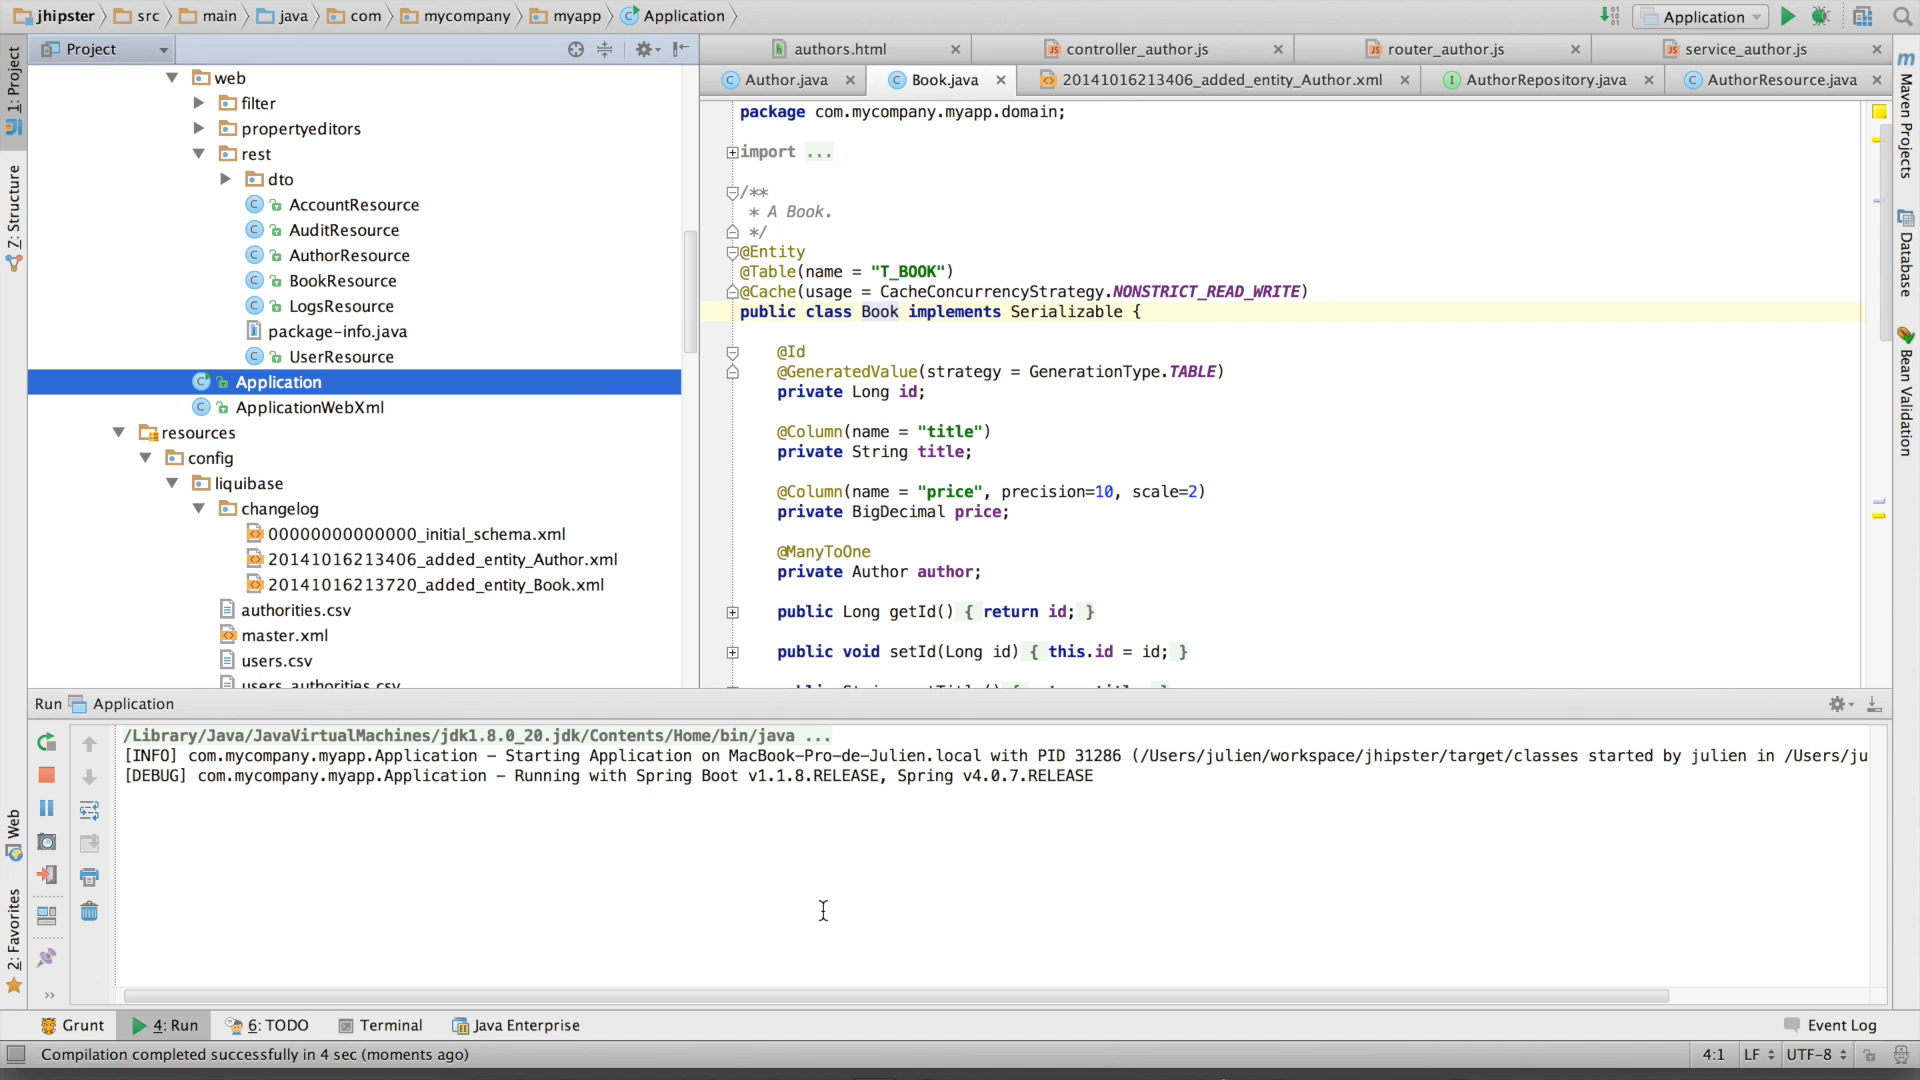 jhipster src main java com mycompany myapp Application
Application
Project
authors.html controller_author.js router_author.js service_author.js
Author.java Book.java 20141016213406_added_entity_Author.xml AuthorRepository.java AuthorResource.java
1: Project
Z: Structure
Web
2: Favorites
web
filter
propertyeditors
rest
dto
AccountResource
AuditResource
AuthorResource
BookResource
LogsResource
package-info.java
UserResource
Application
ApplicationWebXml
resources
config
liquibase
changelog
00000000000000_initial_schema.xml
20141016213406_added_entity_Author.xml
20141016213720_added_entity_Book.xml
authorities.csv
master.xml
users.csv
users_authorities.csv
package com.mycompany.myapp.domain;
import ...
/**
* A Book.
*/
@Entity
@Table(name = "T_BOOK")
@Cache(usage = CacheConcurrencyStrategy.NONSTRICT_READ_WRITE)
public class Book implements Serializable {
@Id
@GeneratedValue(strategy = GenerationType.TABLE)
private Long id;
@Column(name = "title")
private String title;
@Column(name = "price", precision=10, scale=2)
private BigDecimal price;
@ManyToOne
private Author author;
public Long getId() { return id; }
public void setId(Long id) { this.id = id; }
m Maven Projects
Database
Bean Validation
Run Application
/Library/Java/JavaVirtualMachines/jdk1.8.0_20.jdk/Contents/Home/bin/java ...
[INFO] com.mycompany.myapp.Application - Starting Application on MacBook-Pro-de-Julien.local with PID 31286 (/Users/julien/workspace/jhipster/target/classes started by julien in /Users/ju
[DEBUG] com.mycompany.myapp.Application - Running with Spring Boot v1.1.8.RELEASE, Spring v4.0.7.RELEASE
Grunt 4: Run 6: TODO Terminal Java Enterprise Event Log
Compilation completed successfully in 4 sec (moments ago) 4:1 LF UTF-8